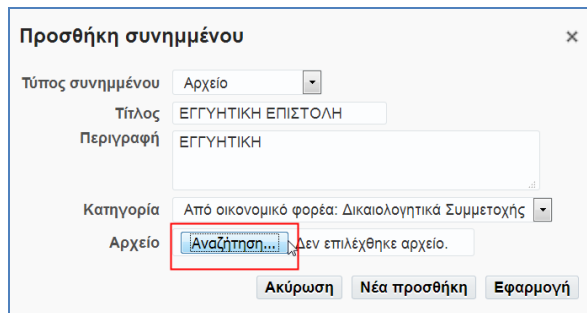 Προσθήκη συνημμένου ×
Τύπος συνημμένου Αρχείο
Τίτλος ΕΓΓΥΗΤΙΚΗ ΕΠΙΣΤΟΛΗ
Περιγραφή ΕΓΓΥΗΤΙΚΗ
Κατηγορία Από οικονομικό φορέα: Δικαιολογητικά Συμμετοχής
Αρχείο Αναζήτηση... Δεν επιλέχθηκε αρχείο.
Ακύρωση Νέα προσθήκη Εφαρμογή